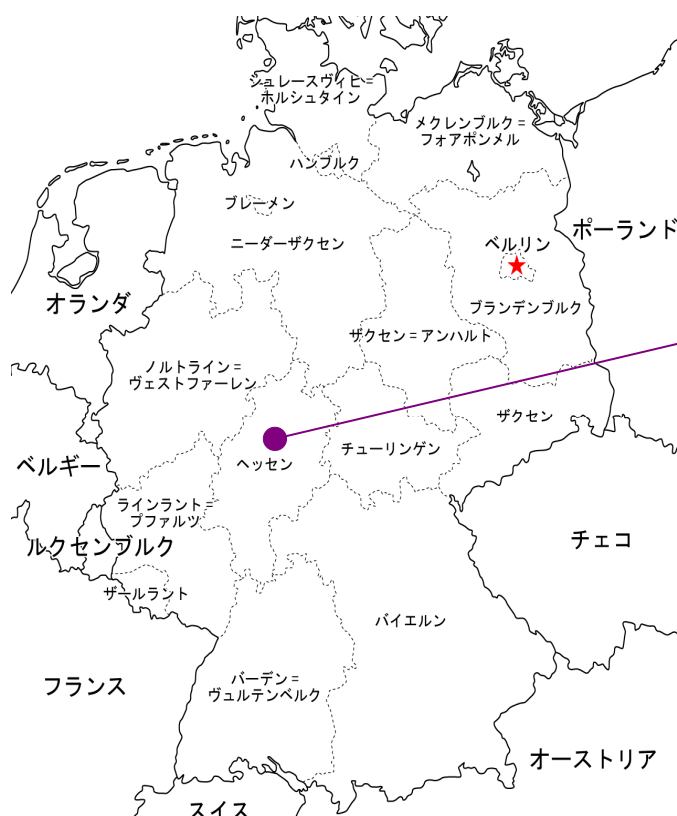 ジュレースヴィヒ=
ホルシュタイン
メクレンブルク=
フォアポンメル
ハンブルク
ブレーメン
ニーダーザクセン
ベルリン
ポーランド
オランダ
ブランデンブルク
ザクセン=アンハルト
ノルトライン=
ヴェストファーレン
ザクセン
チューリンゲン
ヘッセン
ベルギー
ラインラント=
プファルツ
ルクセンブルク
チェコ
ザールラント
バイエルン
フランス
バーデン=
ヴュルテンベルク
オーストリア
スイス